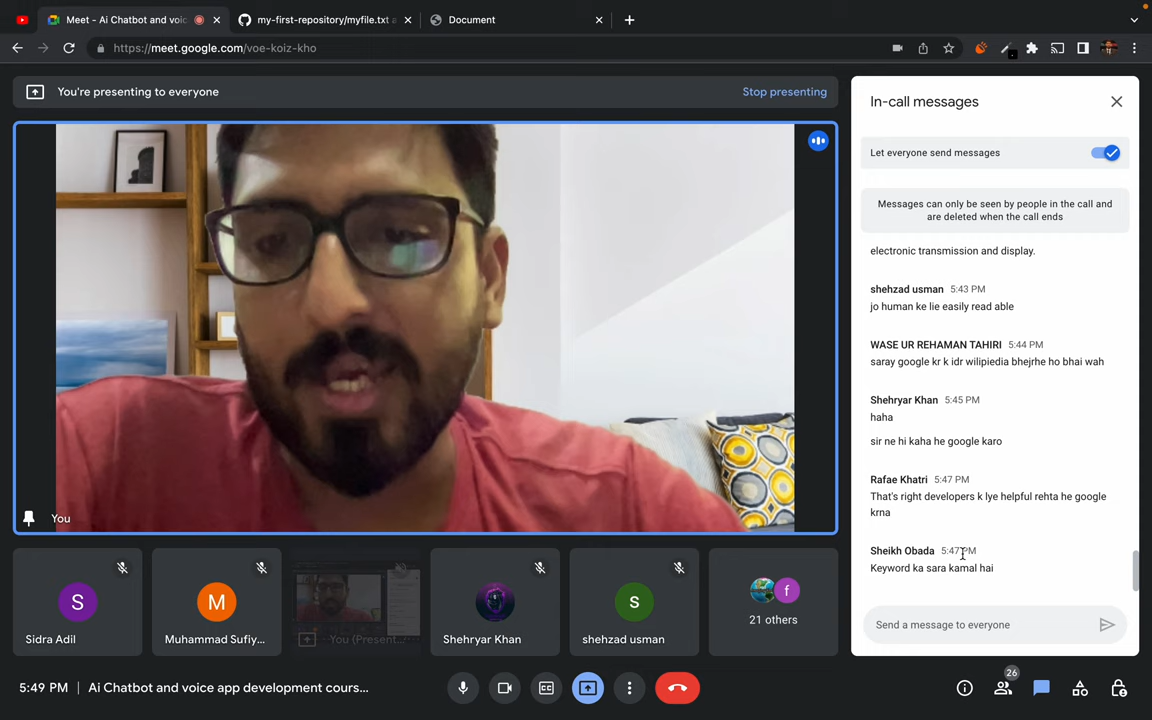 Meet - Ai Chatbot and voic
my-first-repository/myfile.txt a
Document
https://meet.google.com/voe-koiz-kho
You're presenting to everyone
Stop presenting
You
S
Sidra Adil
M
Muhammad Sufiy...
You (Present...
Shehryar Khan
s
shehzad usman
f
21 others
In-call messages
Let everyone send messages
Messages can only be seen by people in the call and
are deleted when the call ends
electronic transmission and display.
shehzad usman 5:43 PM
jo human ke lie easily read able
WASE UR REHAMAN TAHIRI 5:44 PM
saray google kr k idr wilipiedia bhejrhe ho bhai wah
Shehryar Khan 5:45 PM
haha
sir ne hi kaha he google karo
Rafae Khatri 5:47 PM
That's right developers k lye helpful rehta he google
krna
Sheikh Obada 5:47 PM
Keyword ka sara kamal hai
Send a message to everyone
5:49 PM | Ai Chatbot and voice app development cours...
26